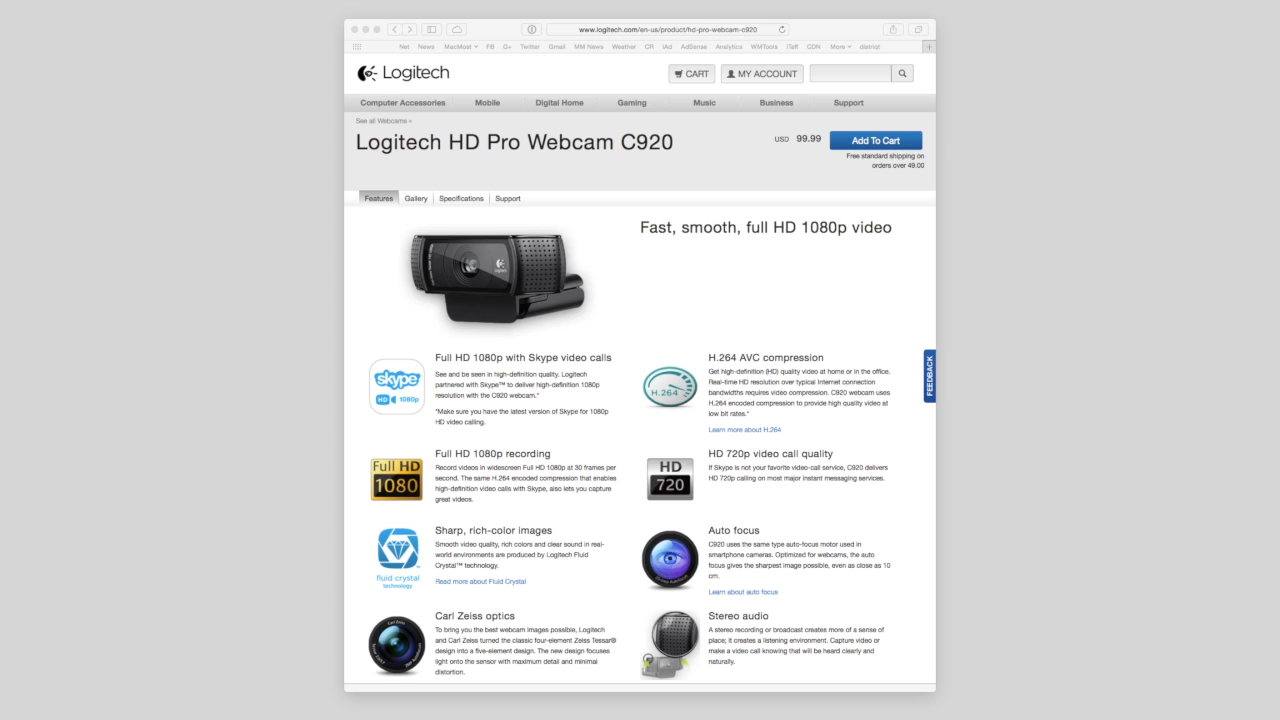 www.logitech.com/en-us/product/hd-pro-webcam-c920
Net News MacMost FB G+ Twitter Gmail MM News Weather CR iAd AdSense Analytics WMTools iTaff CDN More district
Logitech
CART
MY ACCOUNT
Computer Accessories Mobile Digital Home Gaming Music Business Support
See all Webcams »
Logitech HD Pro Webcam C920
USD 99.99
Add To Cart
Free standard shipping on
orders over 49.00
Features Gallery Specifications Support
Fast, smooth, full HD 1080p video
Logitech
FEEDBACK
skype
HD 1080p
Full HD 1080p with Skype video calls
See and be seen in high-definition quality. Logitech
partnered with Skype™ to deliver high-definition 1080p
resolution with the C920 webcam.*
*Make sure you have the latest version of Skype for 1080p
HD video calling.
H.264
H.264 AVC compression
Get high-definition (HD) quality video at home or in the office.
Real-time HD resolution over typical Internet connection
bandwidths requires video compression. C920 webcam uses
H.264 encoded compression to provide high quality video at
low bit rates.*
Learn more about H.264
Full HD
1080
Full HD 1080p recording
Record videos in widescreen Full HD 1080p at 30 frames per
second. The same H.264 encoded compression that enables
high-definition video calls with Skype, also lets you capture
great videos.
HD
720
HD 720p video call quality
If Skype is not your favorite video-call service, C920 delivers
HD 720p calling on most major instant messaging services.
fluid crystal
technology
Sharp, rich-color images
Smooth video quality, rich colors and clear sound in real-
world environments are produced by Logitech Fluid
Crystal™ technology.
Read more about Fluid Crystal
Auto focus
C920 uses the same type auto-focus motor used in
smartphone cameras. Optimized for webcams, the auto
focus gives the sharpest image possible, even as close as 10
cm.
Learn about auto focus
Carl Zeiss
Carl Zeiss optics
To bring you the best webcam images possible, Logitech
and Carl Zeiss turned the classic four-element Zeiss Tessar®
design into a five-element design. The new design focuses
light onto the sensor with maximum detail and minimal
distortion.
Stereo audio
A stereo recording or broadcast creates more of a sense of
place; it creates a listening environment. Capture video or
make a video call knowing that will be heard clearly and
naturally.